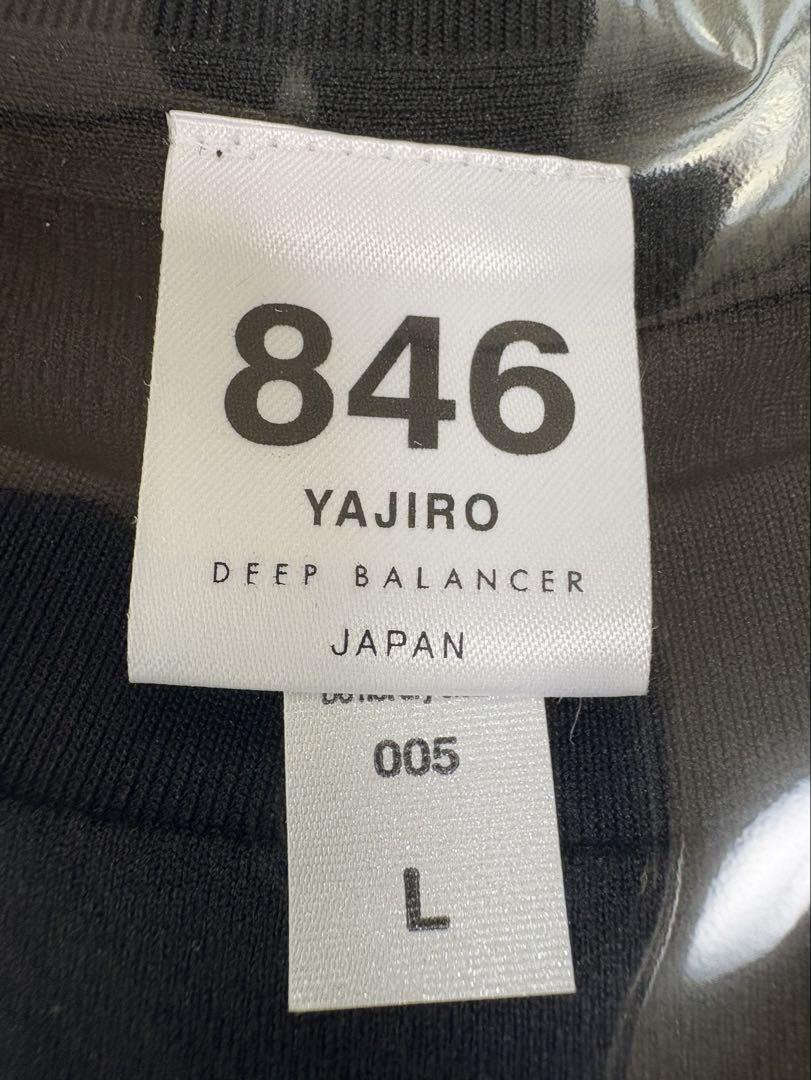 846
YAJIRO
DEEP BALANCER
JAPAN
005
L